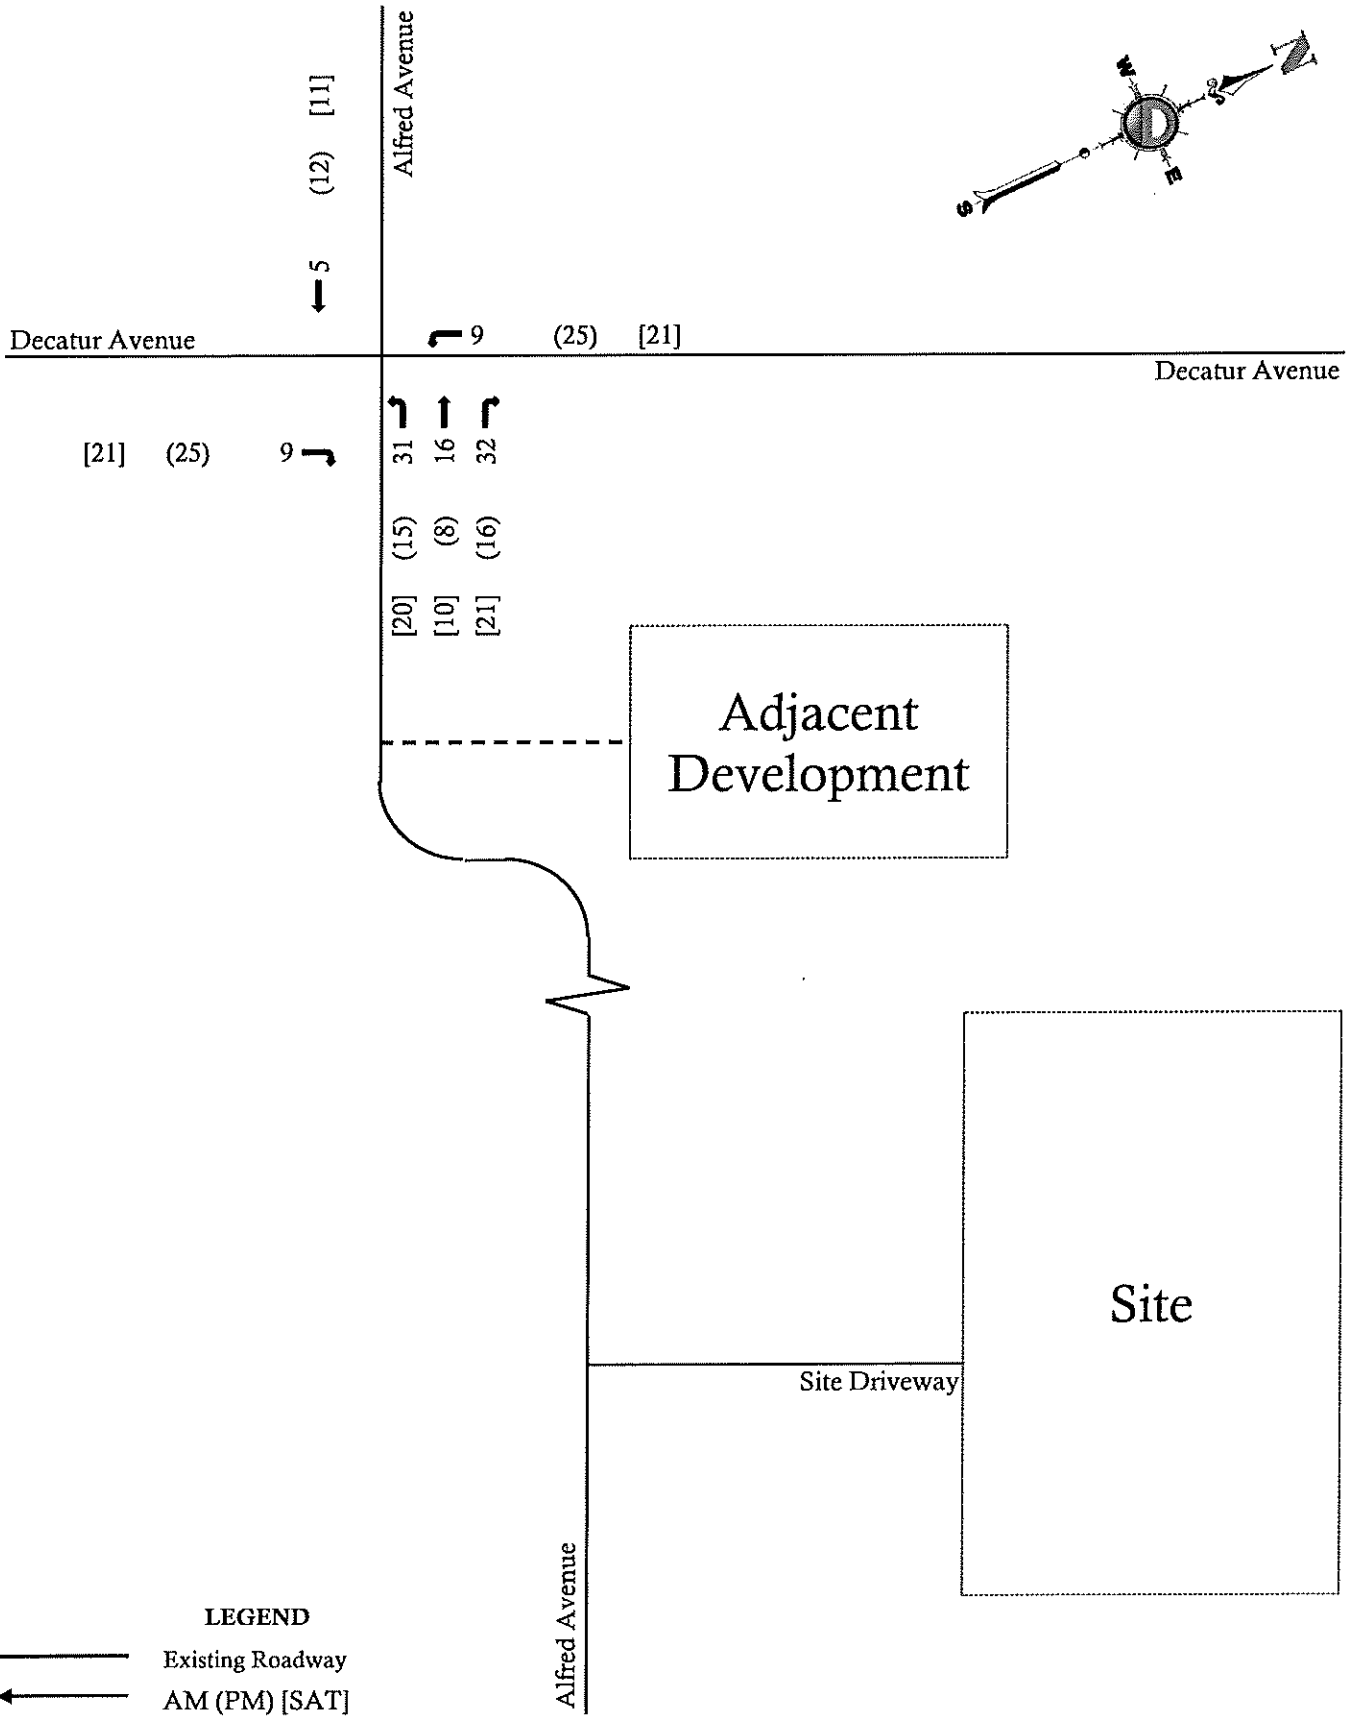 Alfred Avenue
[11]
(12)
5
N
W
D
S
E
S
Decatur Avenue
9 (25) [21]
Decatur Avenue
[21] (25) 9
31 (15) [20]
16 (8) [10]
32 (16) [21]
Adjacent
Development
Site
Site Driveway
Alfred Avenue
LEGEND
Existing Roadway
AM (PM) [SAT]